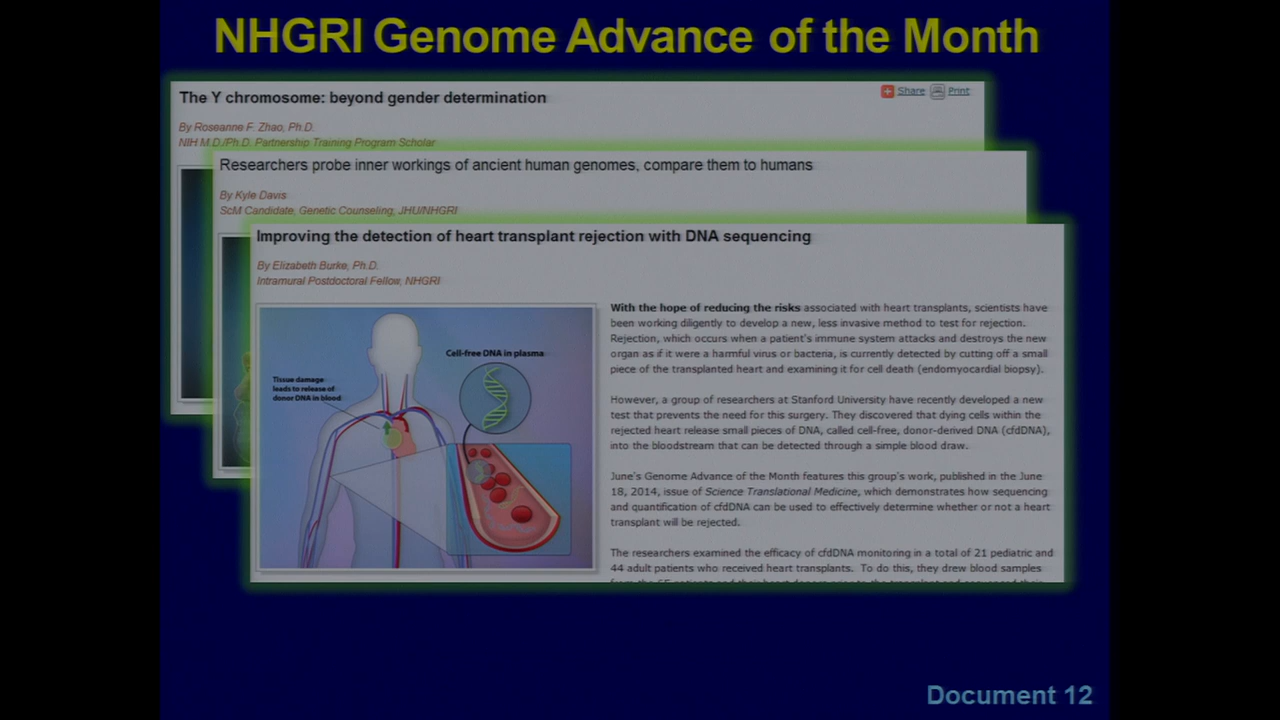 NHGRI Genome Advance of the Month
The Y chromosome: beyond gender determination
Share Print
By Roseanne F. Zhao, Ph.D.
NIH M.D./Ph.D. Partnership Training Program Scholar
Researchers probe inner workings of ancient human genomes, compare them to humans
By Kyle Davis
ScM Candidate, Genetic Counseling, JHU/NHGRI
Improving the detection of heart transplant rejection with DNA sequencing
By Elizabeth Burke, Ph.D.
Intramural Postdoctoral Fellow, NHGRI
Cell-free DNA in plasma
Tissue damage
leads to release of
donor DNA in blood
With the hope of reducing the risks associated with heart transplants, scientists have
been working diligently to develop a new, less invasive method to test for rejection.
Rejection, which occurs when a patient's immune system attacks and destroys the new
organ as if it were a harmful virus or bacteria, is currently detected by cutting off a small
piece of the transplanted heart and examining it for cell death (endomyocardial biopsy).
However, a group of researchers at Stanford University have recently developed a new
test that prevents the need for this surgery. They discovered that dying cells within the
rejected heart release small pieces of DNA, called cell-free, donor-derived DNA (cfdDNA),
into the bloodstream that can be detected through a simple blood draw.
June's Genome Advance of the Month features this group's work, published in the June
18, 2014, issue of Science Translational Medicine, which demonstrates how sequencing
and quantification of cfdDNA can be used to effectively determine whether or not a heart
transplant will be rejected.
The researchers examined the efficacy of cfdDNA monitoring in a total of 21 pediatric and
44 adult patients who received heart transplants. To do this, they drew blood samples
Document 12